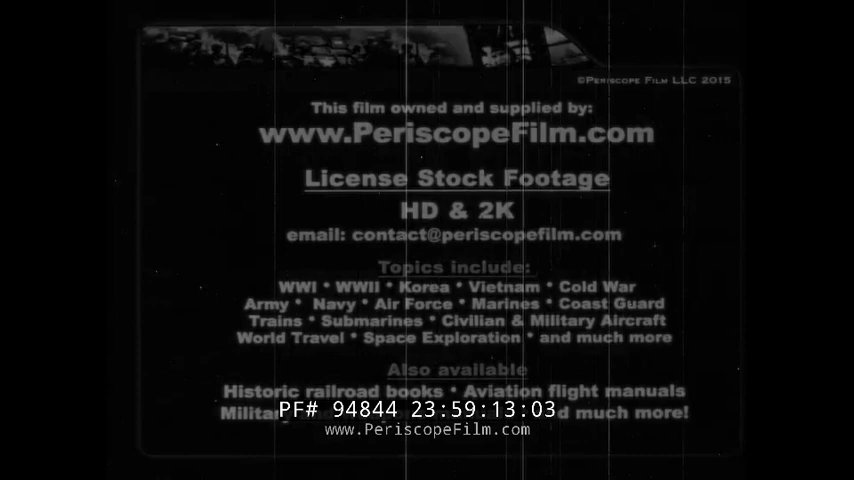 ©Periscope Film LLC 2015
This film owned and supplied by:
www.PeriscopeFilm.com
License Stock Footage
HD & 2K
email: contact@periscopefilm.com
Topics include:
WWI * WWII * Korea * Vietnam * Cold War
Army * Navy * Air Force * Marines * Coast Guard
Trains * Submarines * Civilian & Military Aircraft
World Travel * Space Exploration * and much more
Also available
Historic railroad books * Aviation flight manuals
Military much more!
PF# 94844 23:59:13:03
www.PeriscopeFilm.com